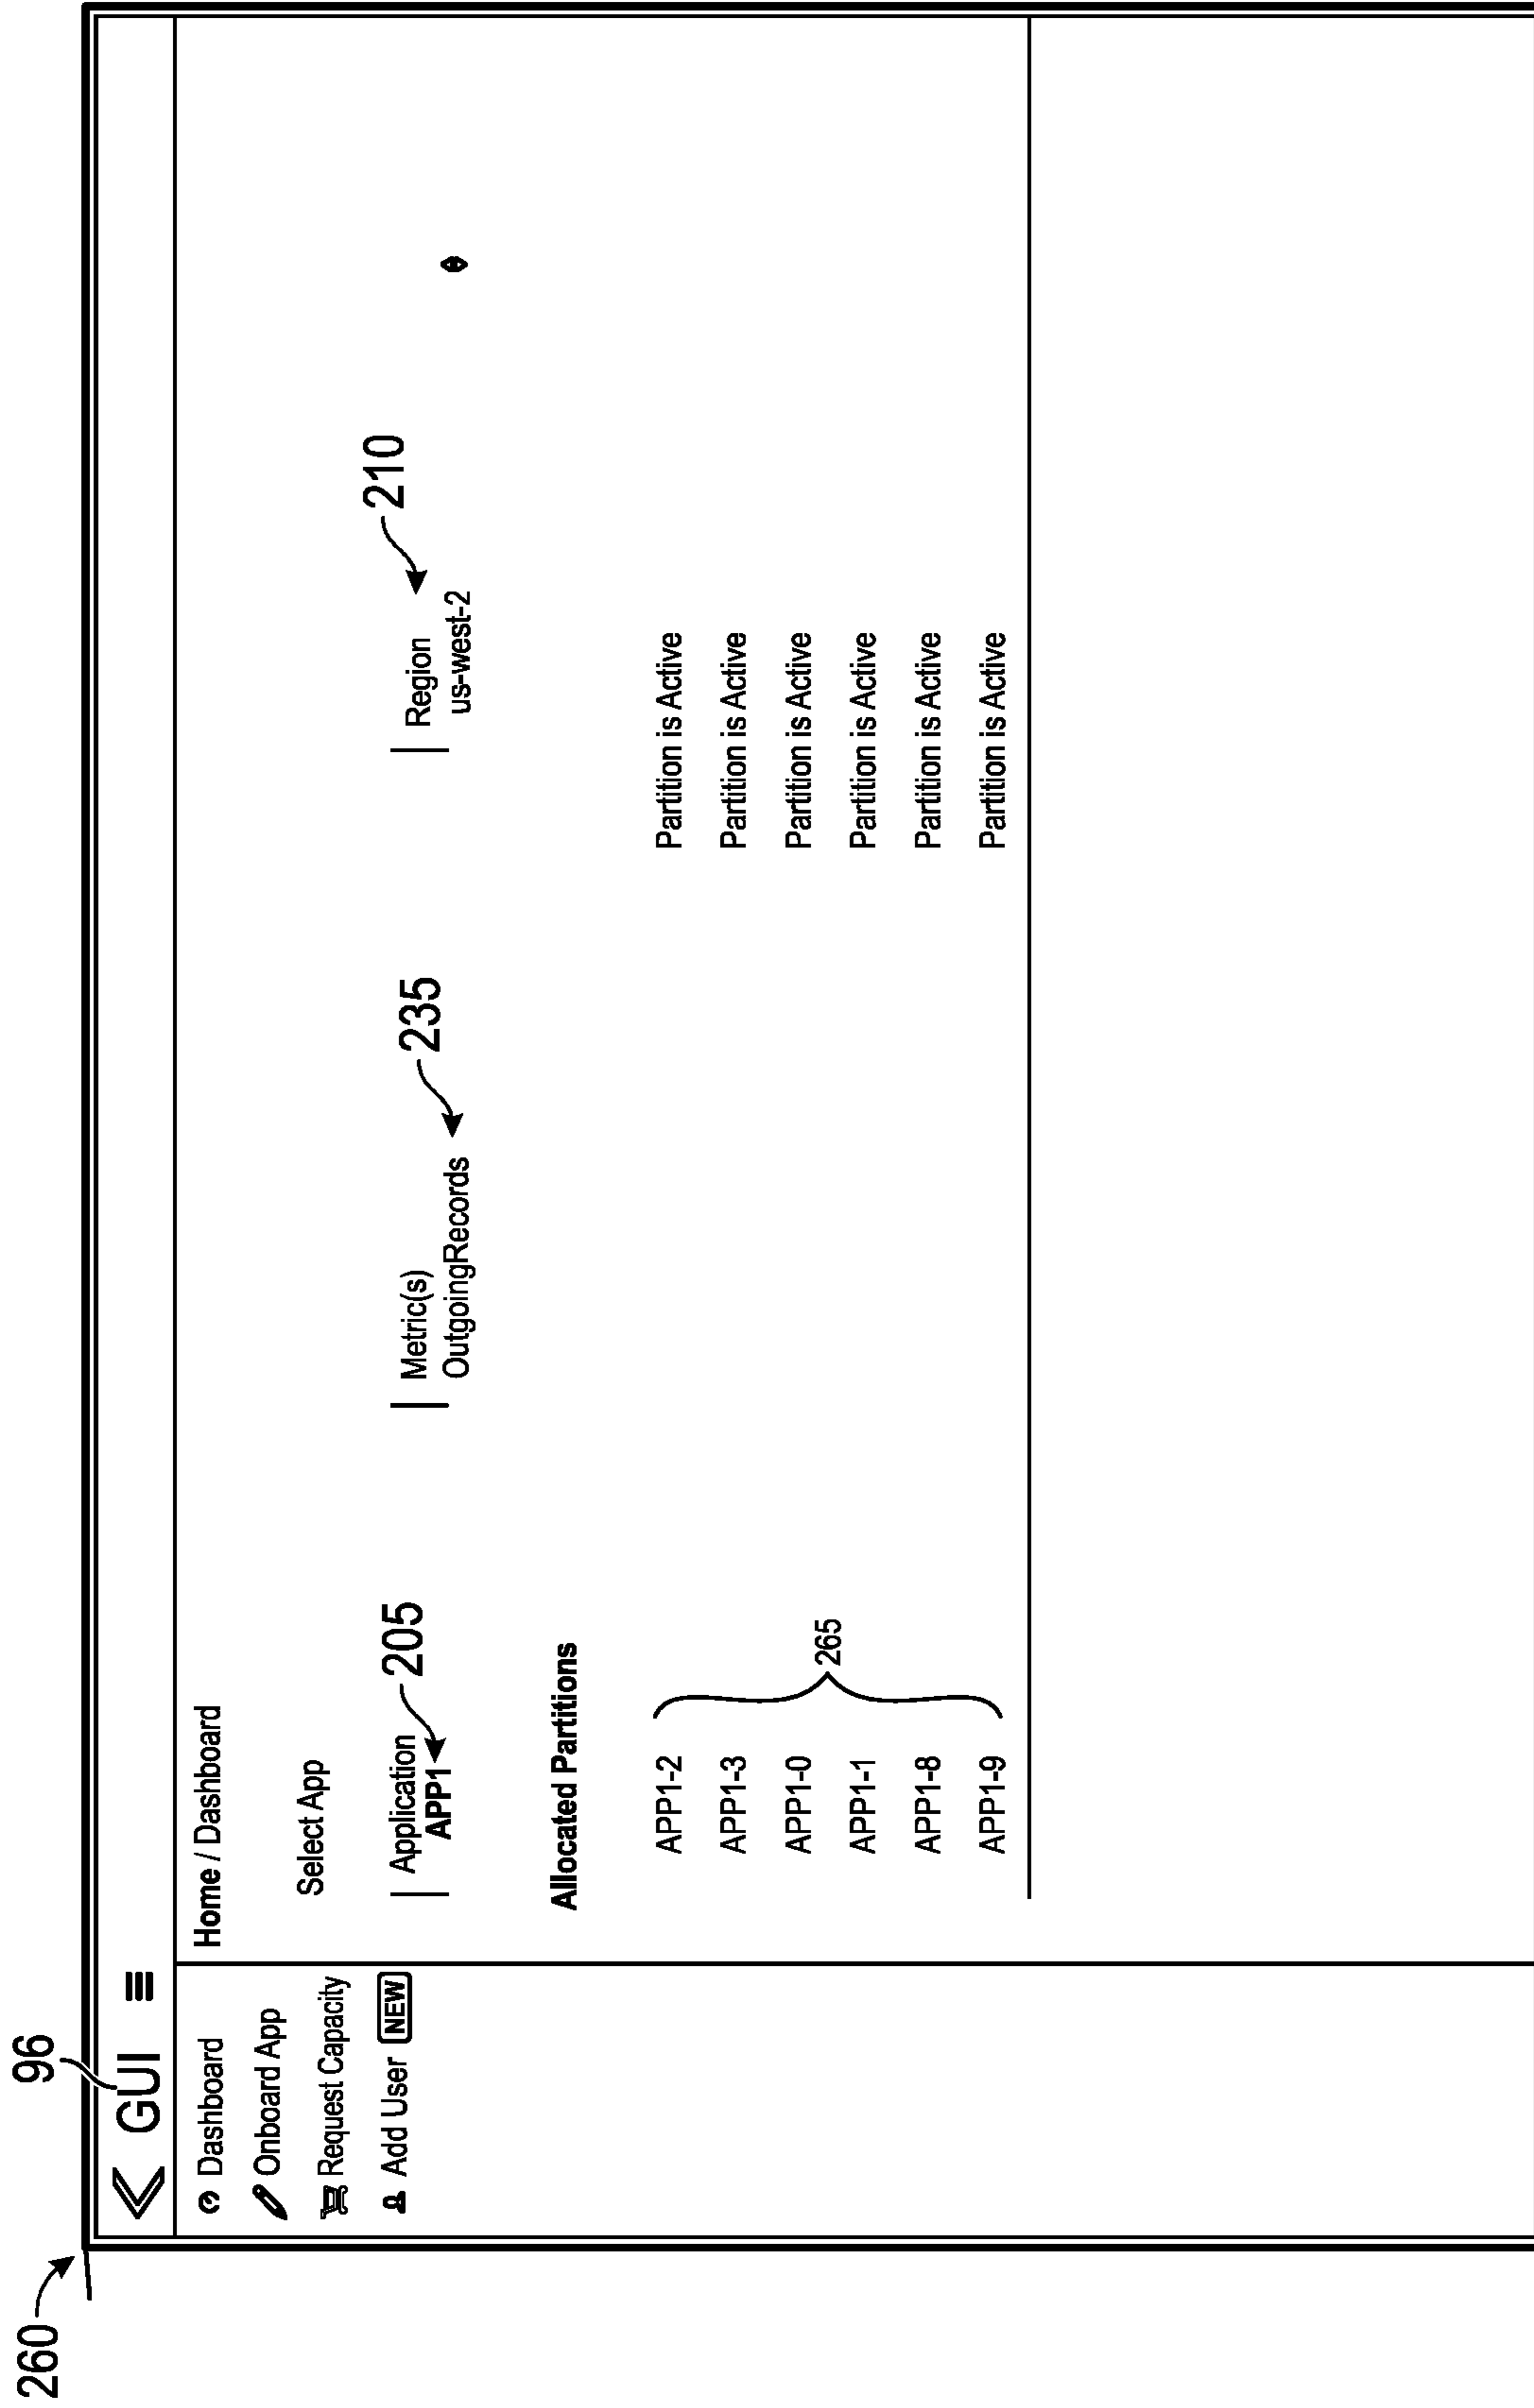 260
96
GUI
Dashboard
Onboard App
Request Capacity
Add User NEW
Home / Dashboard
Select App
Application
APP1
205
Metric(s)
OutgoingRecords
235
Region
us-west-2
210
Allocated Partitions
APP1-2 Partition is Active
APP1-3 Partition is Active
APP1-0 Partition is Active
APP1-1 Partition is Active
APP1-8 Partition is Active
APP1-9 Partition is Active
265